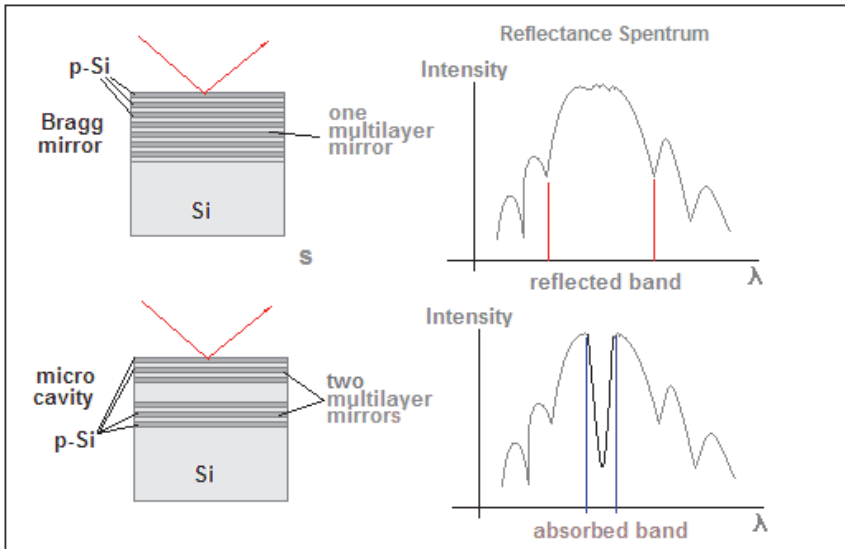 Reflectance Spentrum
p-Si
Intensity
Bragg
mirror
one
multilayer
mirror
Si
s
reflected band
λ
Intensity
micro
cavity
two
multilayer
mirrors
p-Si
Si
absorbed band
λ